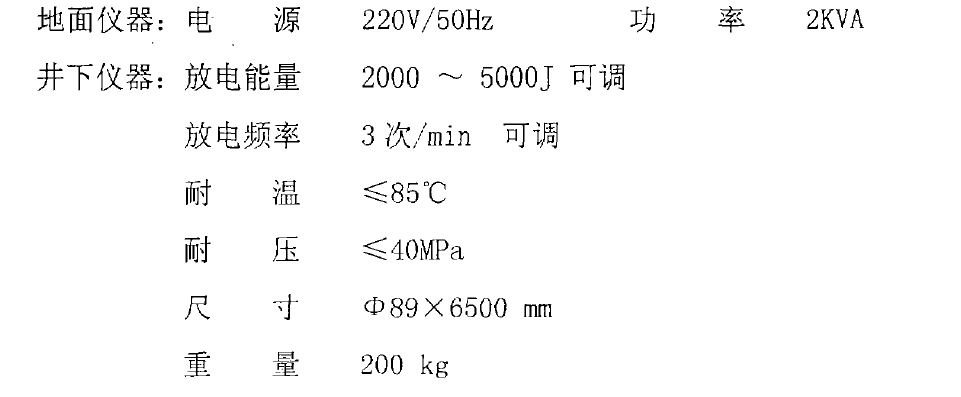 地面仪器：电 源 220V/50Hz 功 率 2KVA
井下仪器：放电能量 2000 ～ 5000J 可调
放电频率 3次/min 可调
耐 温 ≤85℃
耐 压 ≤40MPa
尺 寸 Φ89×6500 mm
重 量 200 kg